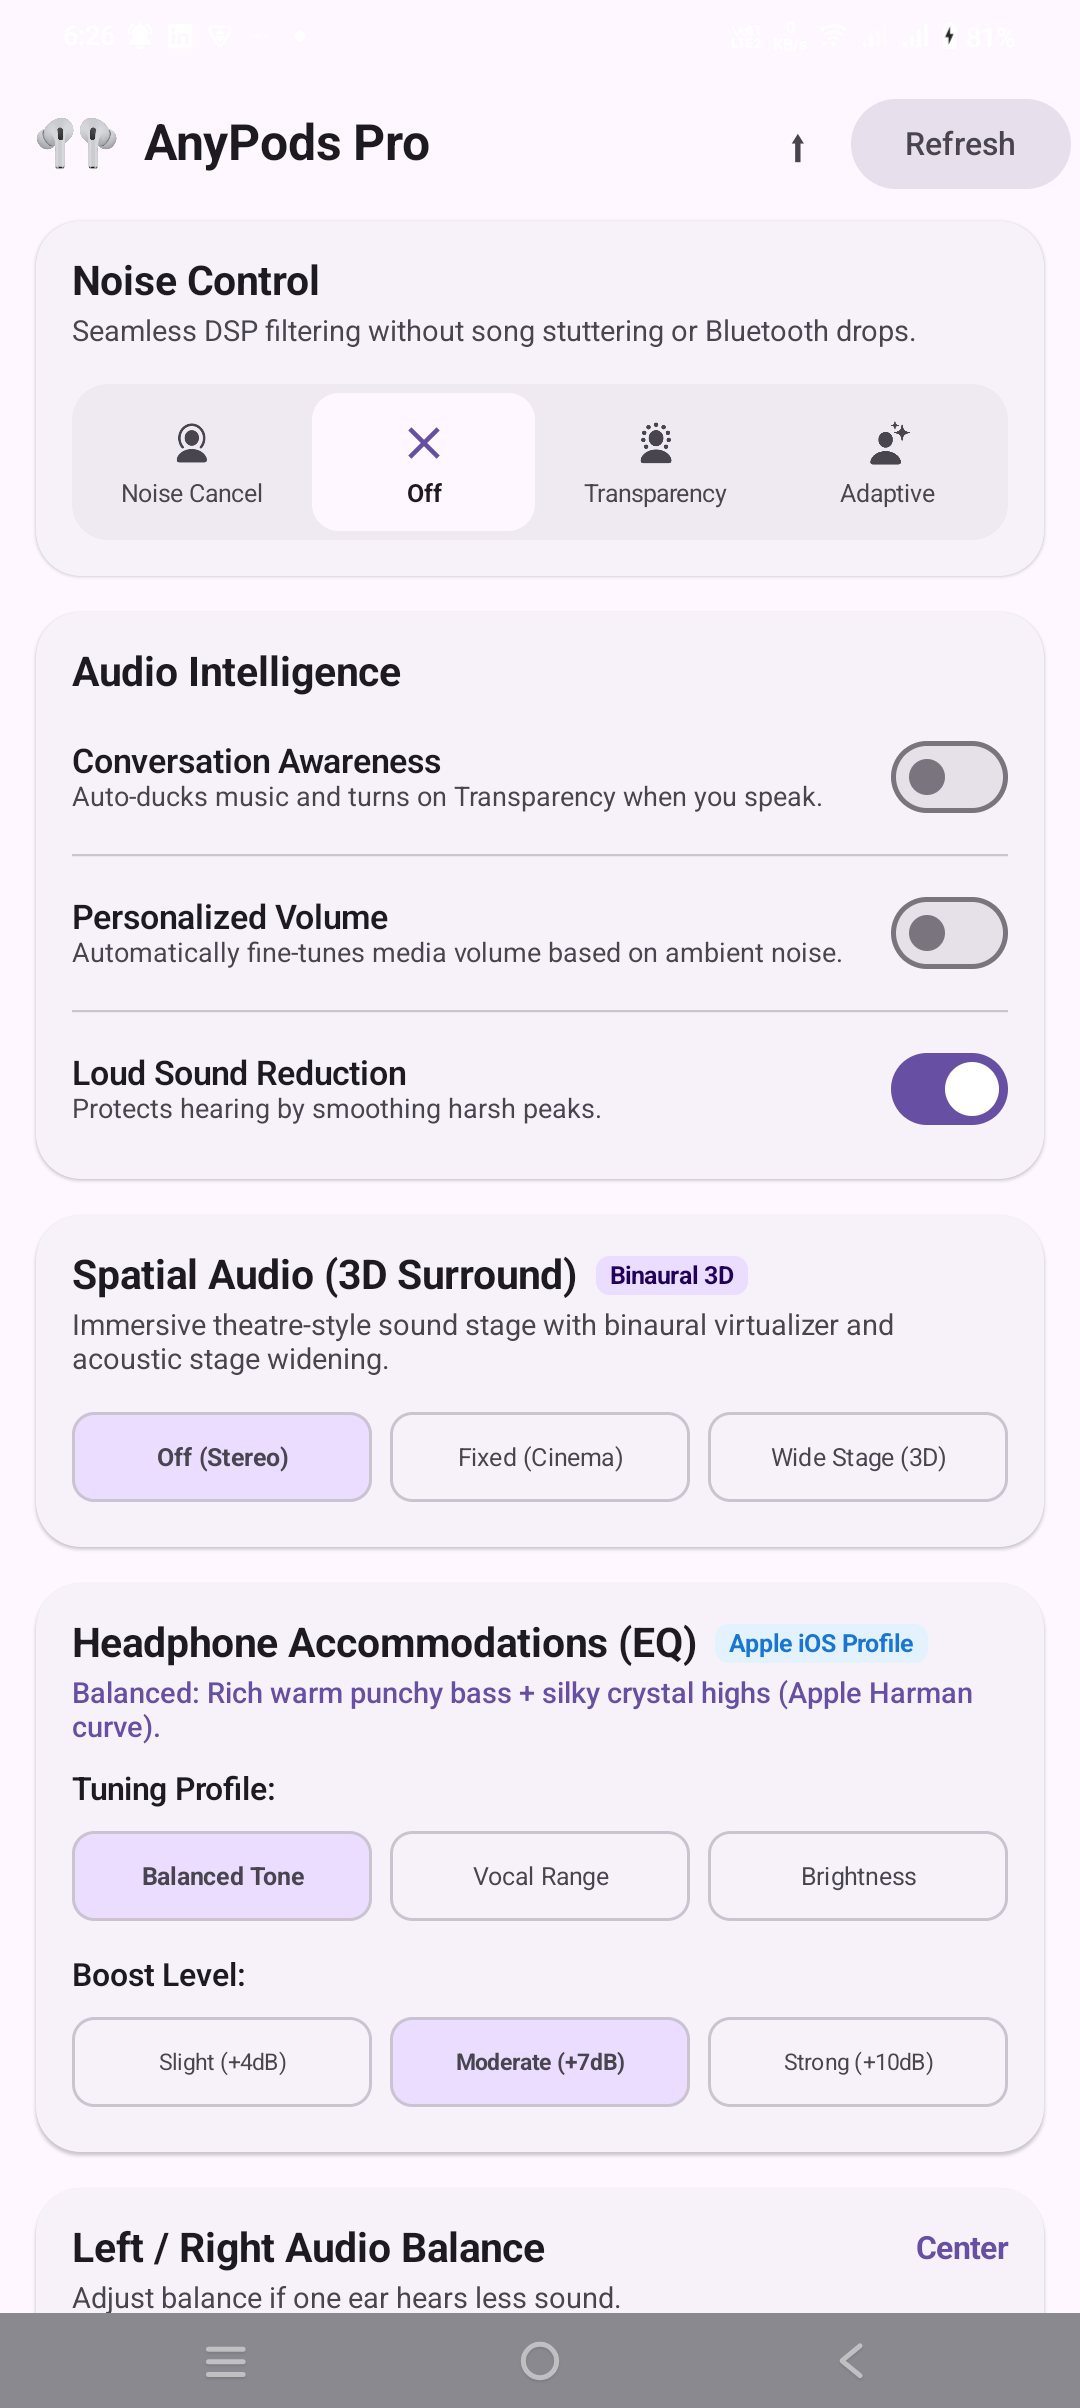 6:26
81%
AnyPods Pro
Refresh
Noise Control
Seamless DSP filtering without song stuttering or Bluetooth drops.
Noise Cancel
Off
Transparency
Adaptive
Audio Intelligence
Conversation Awareness
Auto-ducks music and turns on Transparency when you speak.
Personalized Volume
Automatically fine-tunes media volume based on ambient noise.
Loud Sound Reduction
Protects hearing by smoothing harsh peaks.
Spatial Audio (3D Surround)
Binaural 3D
Immersive theatre-style sound stage with binaural virtualizer and
acoustic stage widening.
Off (Stereo)
Fixed (Cinema)
Wide Stage (3D)
Headphone Accommodations (EQ)
Apple iOS Profile
Balanced: Rich warm punchy bass + silky crystal highs (Apple Harman
curve).
Tuning Profile:
Balanced Tone
Vocal Range
Brightness
Boost Level:
Slight (+4dB)
Moderate (+7dB)
Strong (+10dB)
Left / Right Audio Balance
Center
Adjust balance if one ear hears less sound.